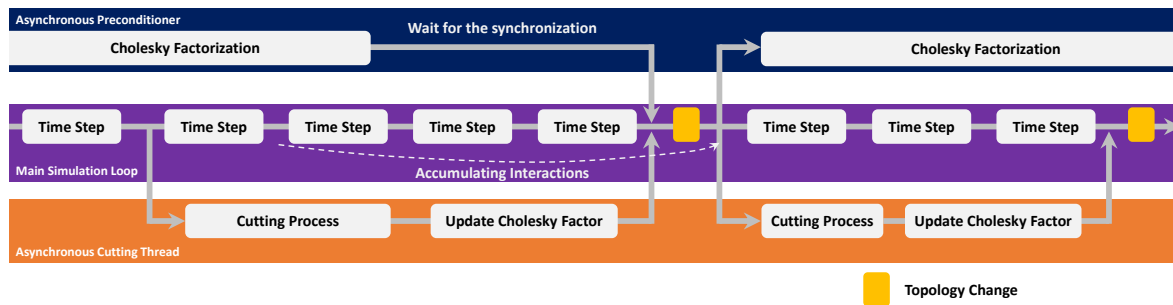 Asynchronous Preconditioner
Cholesky Factorization
Wait for the synchronization
Cholesky Factorization
Time Step
Time Step
Time Step
Time Step
Time Step
Time Step
Time Step
Time Step
Accumulating Interactions
Main Simulation Loop
Cutting Process
Update Cholesky Factor
Cutting Process
Update Cholesky Factor
Asynchronous Cutting Thread
Topology Change